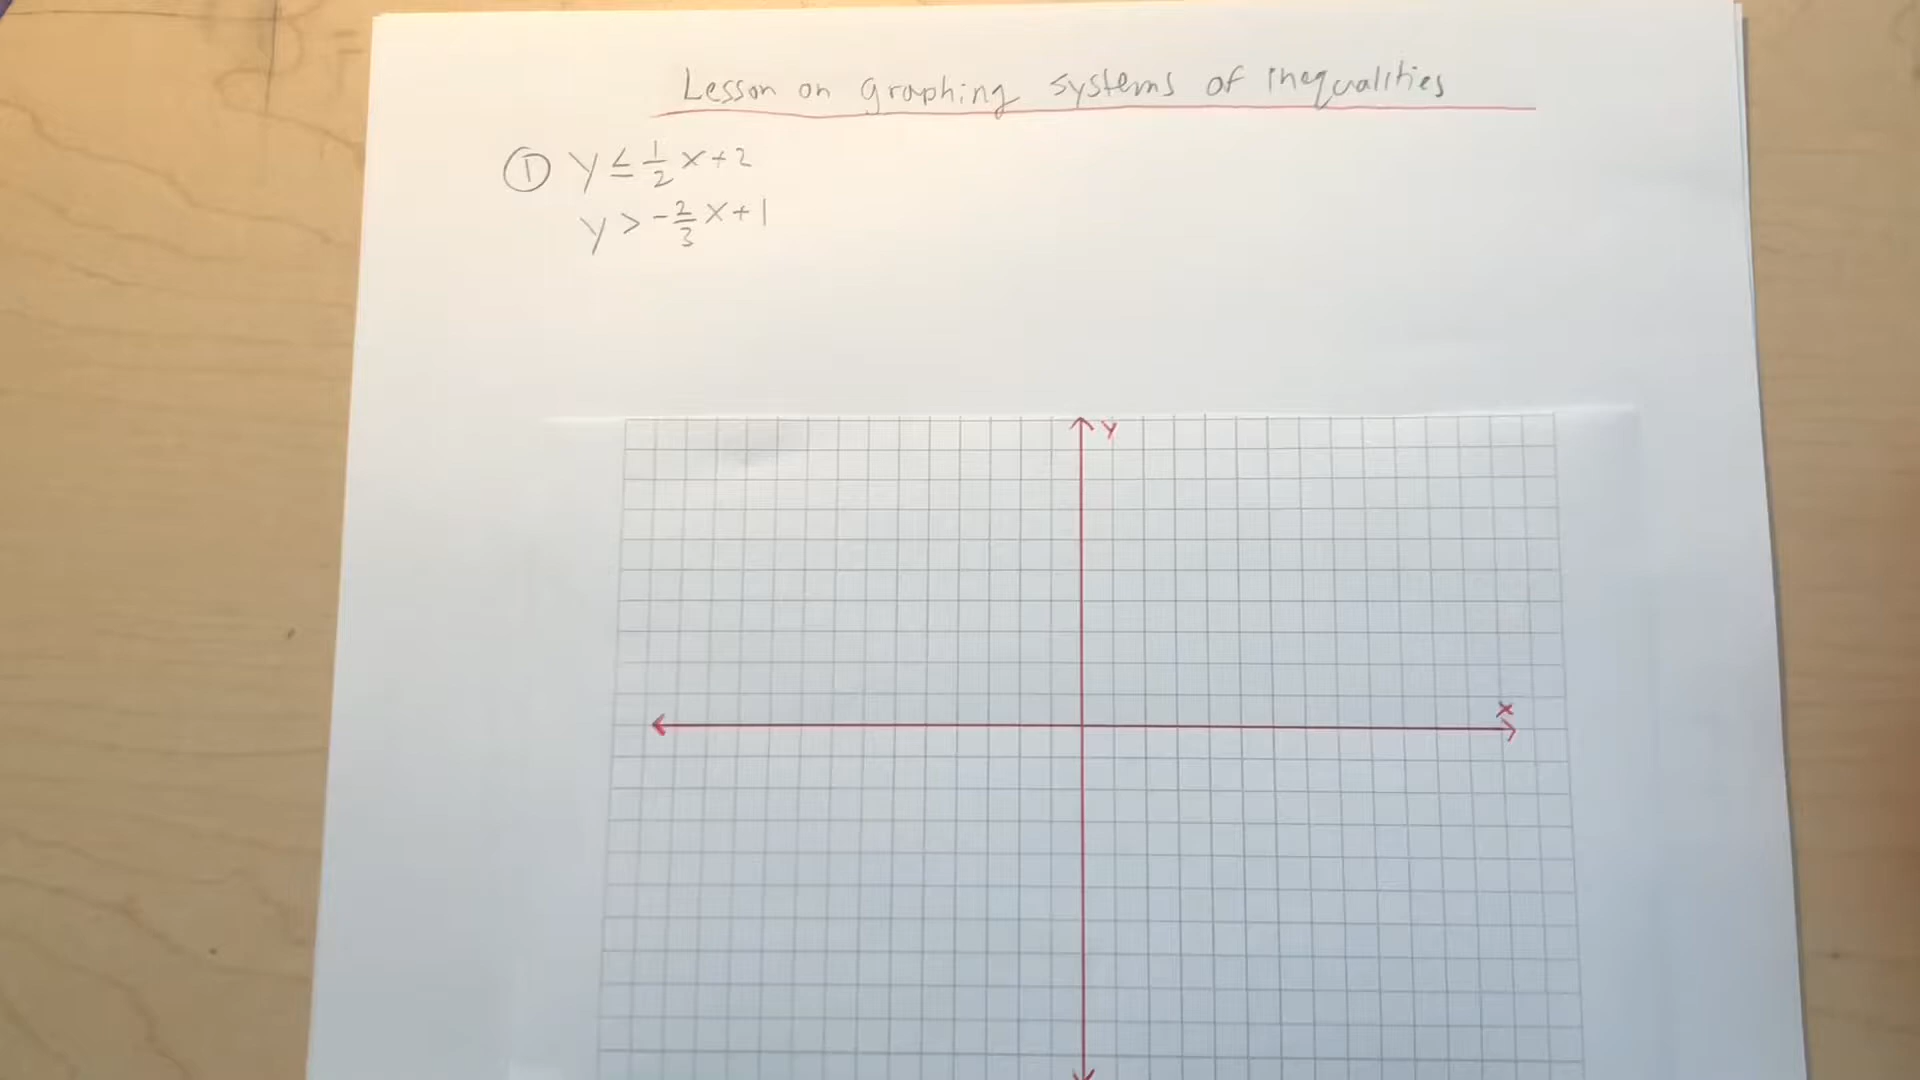 Lesson on graphing systems of inequalities
① y ≤ 1/2 x + 2
y > -2/3 x + 1
y
x